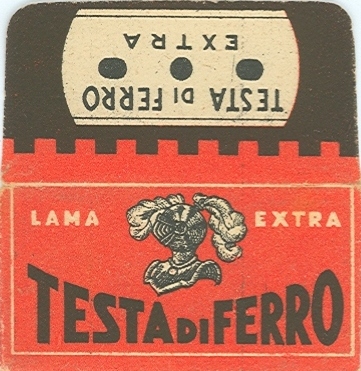 TESTA DI FERRO
EXTRA
LAMA EXTRA
TESTA DI FERRO